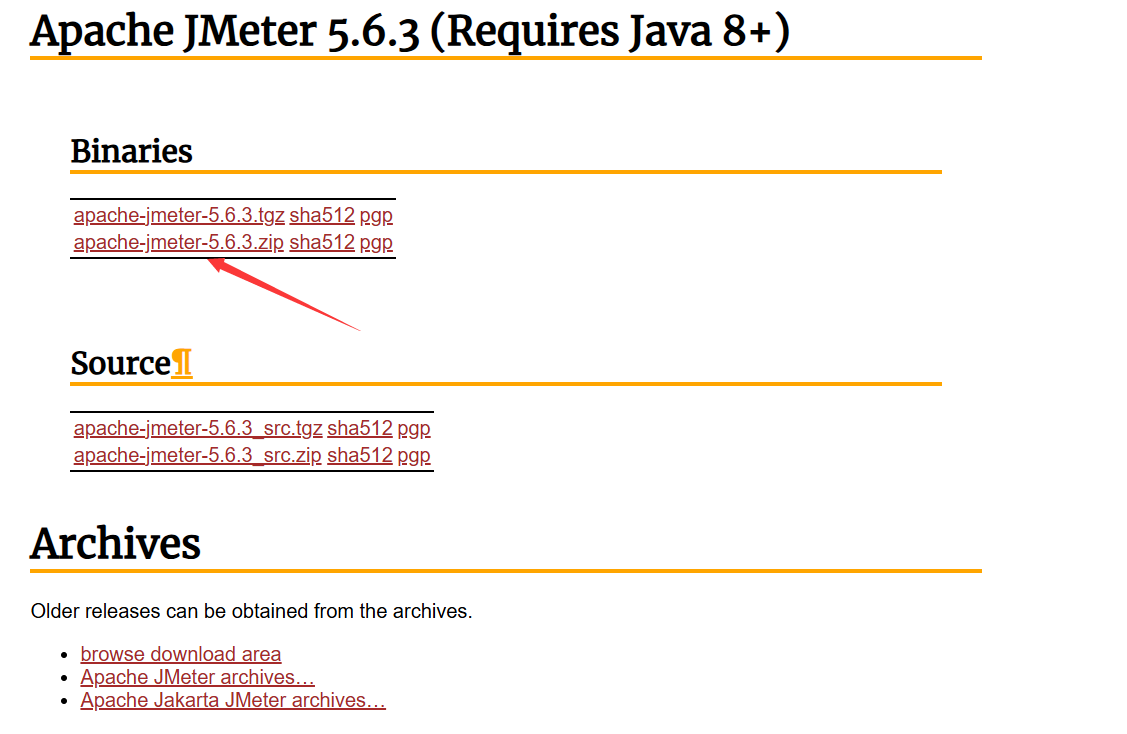 Apache JMeter 5.6.3 (Requires Java 8+)
Binaries
apache-jmeter-5.6.3.tgz sha512 pgp
apache-jmeter-5.6.3.zip sha512 pgp
Source¶
apache-jmeter-5.6.3_src.tgz sha512 pgp
apache-jmeter-5.6.3_src.zip sha512 pgp
Archives
Older releases can be obtained from the archives.
• browse download area
• Apache JMeter archives…
• Apache Jakarta JMeter archives…